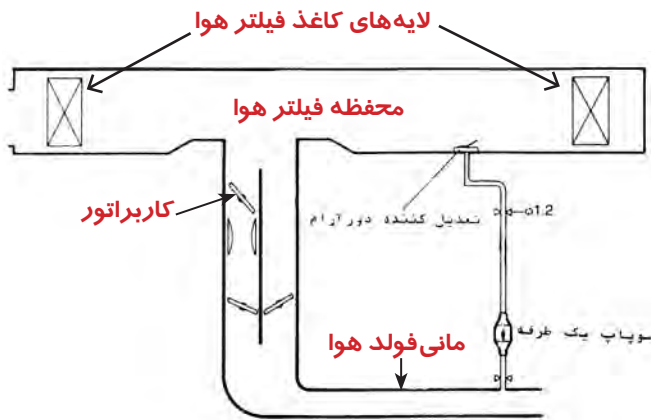 لایه‌های کاغذ فیلتر هوا
محفظه فیلتر هوا
کاربراتور
تعدیل کننده دور آرام
ϕ1.2
سوپاپ یک طرفه
مانی‌فولد هوا